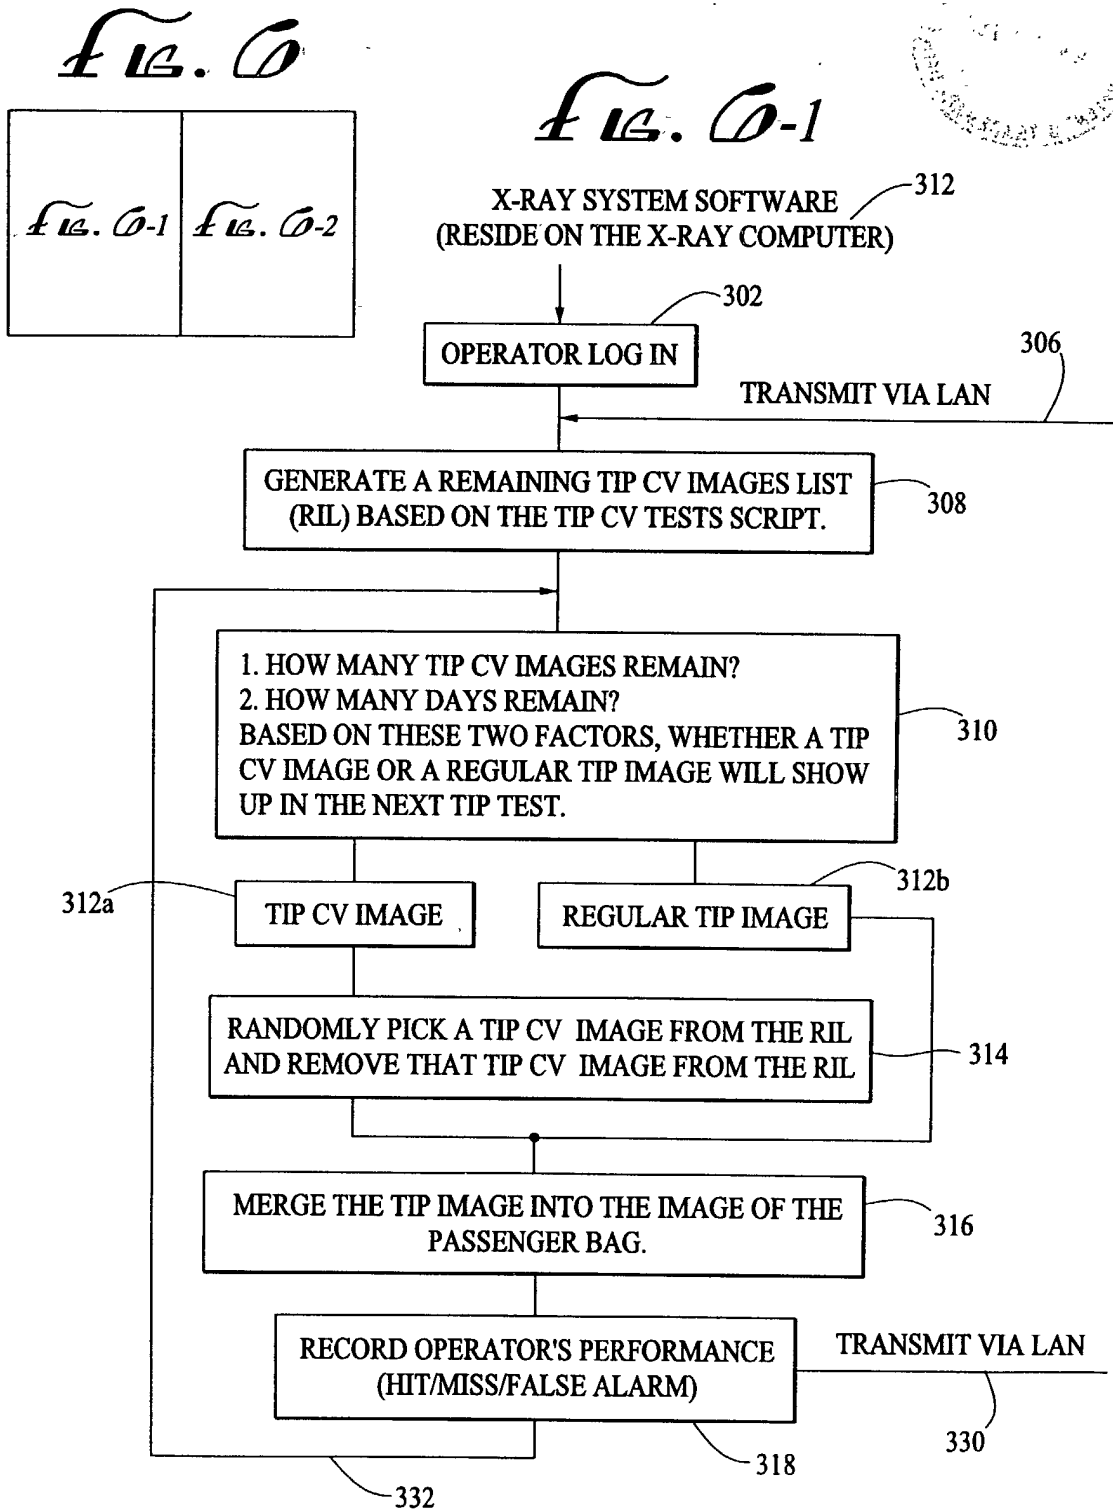 FIG. 6
FIG. 6-1 FIG. 6-2
FIG. 6-1
X-RAY SYSTEM SOFTWARE
(RESIDE ON THE X-RAY COMPUTER)
312
302
OPERATOR LOG IN
306
TRANSMIT VIA LAN
GENERATE A REMAINING TIP CV IMAGES LIST
(RIL) BASED ON THE TIP CV TESTS SCRIPT.
308
1. HOW MANY TIP CV IMAGES REMAIN?
2. HOW MANY DAYS REMAIN?
BASED ON THESE TWO FACTORS, WHETHER A TIP
CV IMAGE OR A REGULAR TIP IMAGE WILL SHOW
UP IN THE NEXT TIP TEST.
310
312a
TIP CV IMAGE
312b
REGULAR TIP IMAGE
RANDOMLY PICK A TIP CV IMAGE FROM THE RIL
AND REMOVE THAT TIP CV IMAGE FROM THE RIL
314
MERGE THE TIP IMAGE INTO THE IMAGE OF THE
PASSENGER BAG.
316
RECORD OPERATOR'S PERFORMANCE
(HIT/MISS/FALSE ALARM)
TRANSMIT VIA LAN
330
318
332